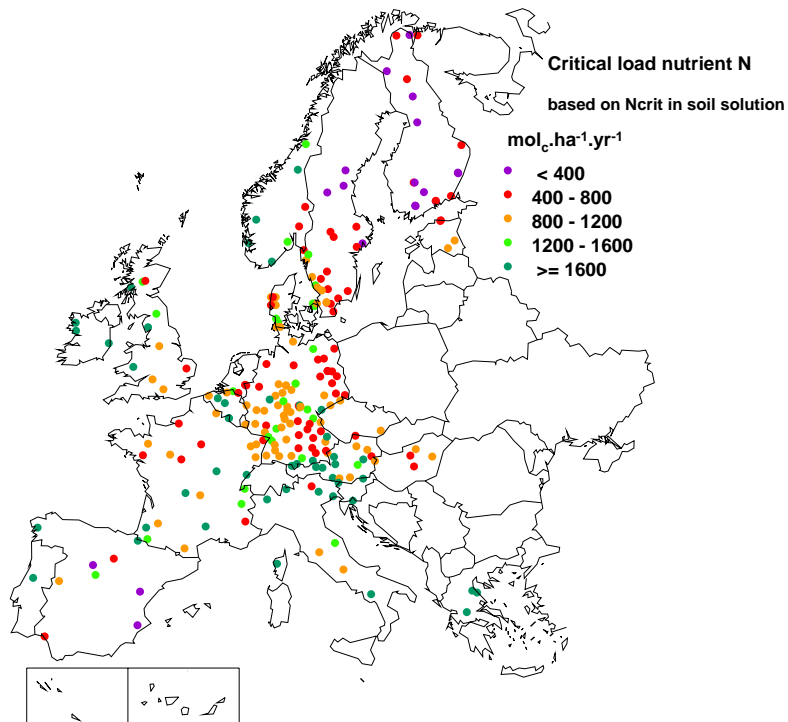 Critical load nutrient N
based on Ncrit in soil solution
mol_c.ha⁻¹.yr⁻¹
< 400
400 - 800
800 - 1200
1200 - 1600
>= 1600